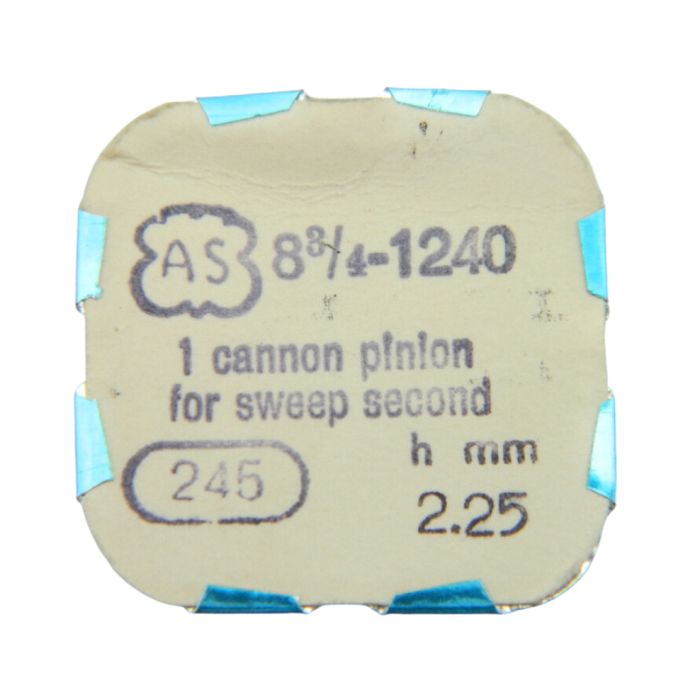 AS 8¾-1240
1 cannon pinion
for sweep second
245 h mm
2.25